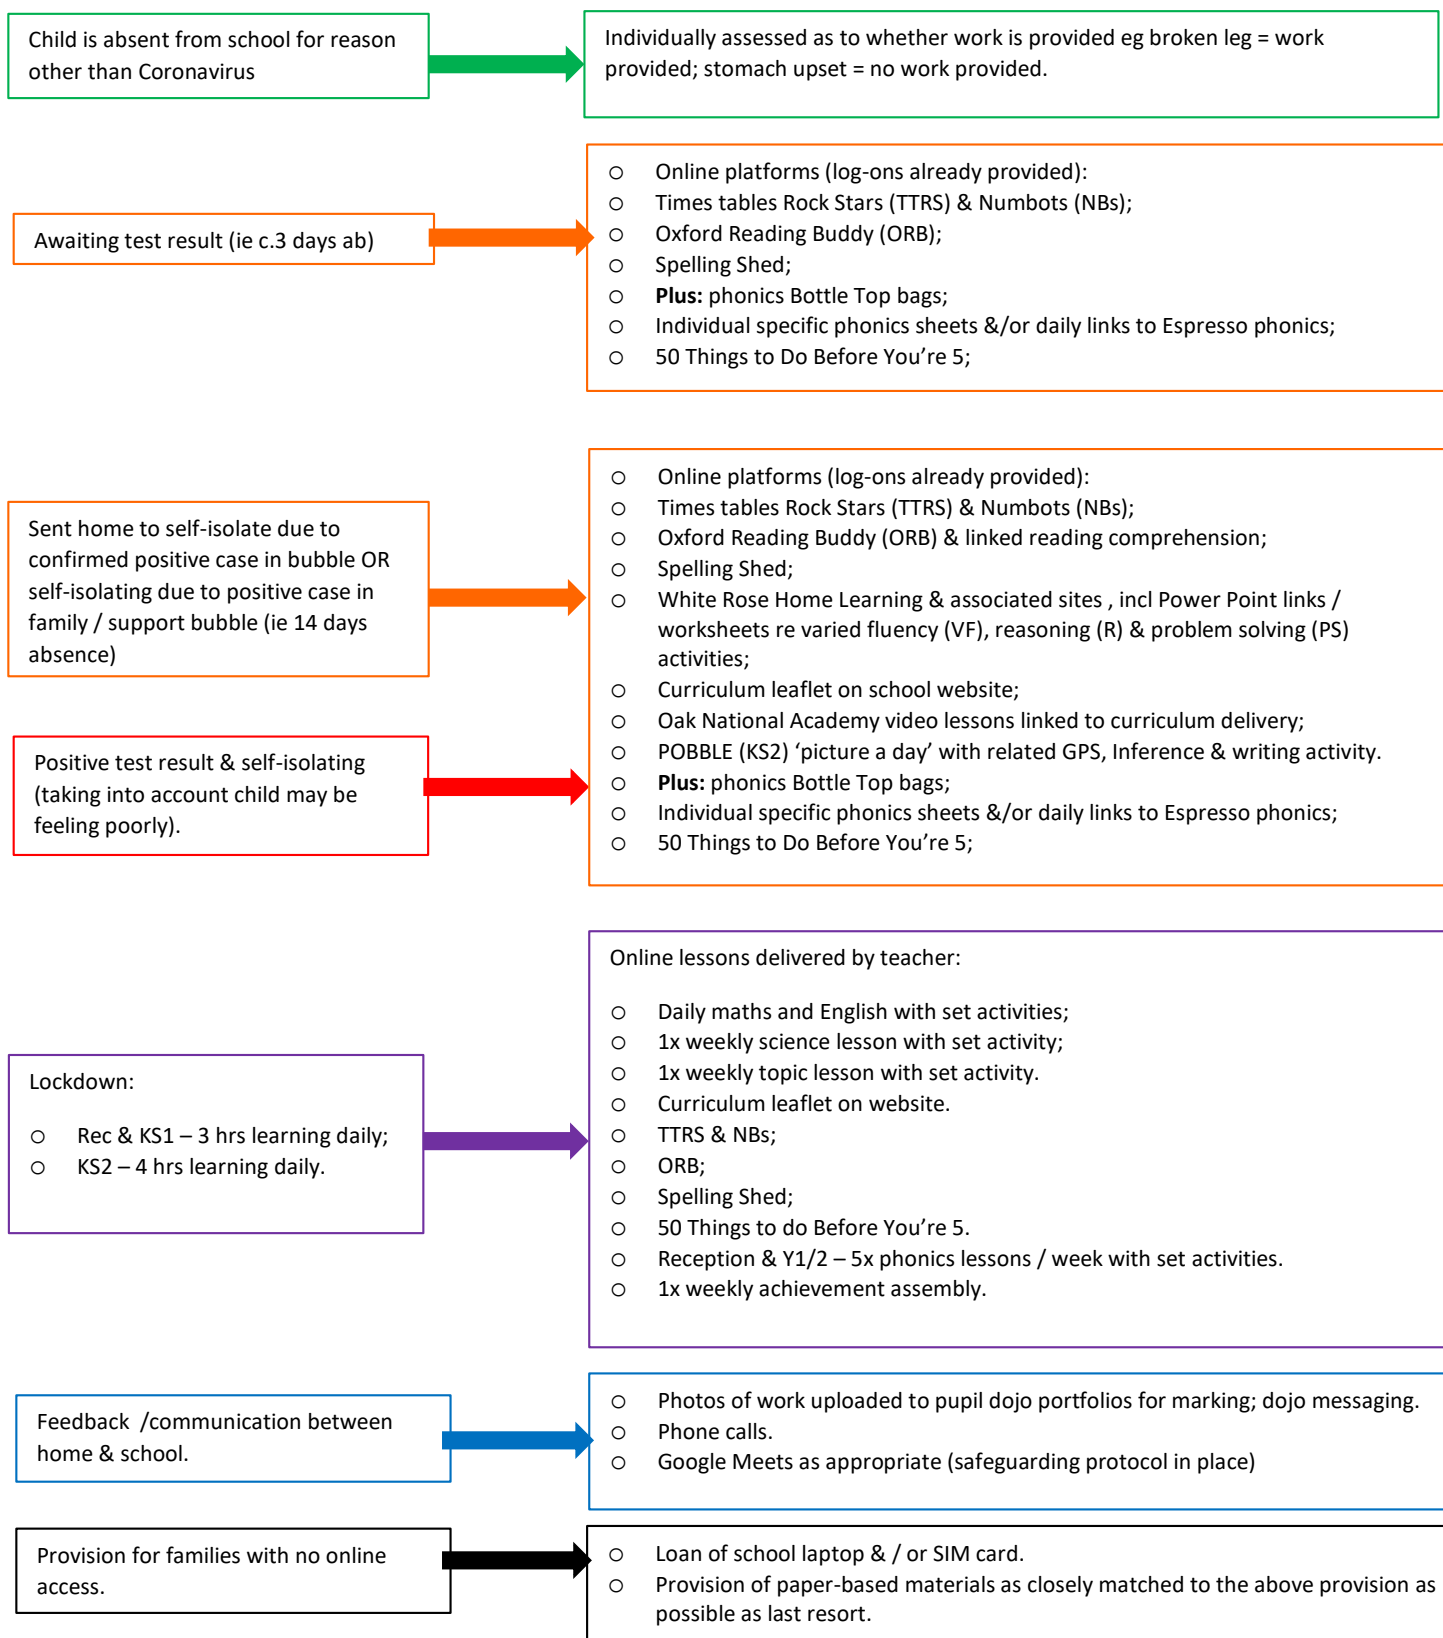 Child is absent from school for reason
other than Coronavirus
Individually assessed as to whether work is provided eg broken leg = work
provided; stomach upset = no work provided.
Awaiting test result (ie c.3 days ab)
o Online platforms (log-ons already provided):
o Times tables Rock Stars (TTRS) & Numbots (NBs);
o Oxford Reading Buddy (ORB);
o Spelling Shed;
o Plus: phonics Bottle Top bags;
o Individual specific phonics sheets &/or daily links to Espresso phonics;
o 50 Things to Do Before You’re 5;
Sent home to self-isolate due to
confirmed positive case in bubble OR
self-isolating due to positive case in
family / support bubble (ie 14 days
absence)
Positive test result & self-isolating
(taking into account child may be
feeling poorly).
o Online platforms (log-ons already provided):
o Times tables Rock Stars (TTRS) & Numbots (NBs);
o Oxford Reading Buddy (ORB) & linked reading comprehension;
o Spelling Shed;
o White Rose Home Learning & associated sites , incl Power Point links /
worksheets re varied fluency (VF), reasoning (R) & problem solving (PS)
activities;
o Curriculum leaflet on school website;
o Oak National Academy video lessons linked to curriculum delivery;
o POBBLE (KS2) ‘picture a day’ with related GPS, Inference & writing activity.
o Plus: phonics Bottle Top bags;
o Individual specific phonics sheets &/or daily links to Espresso phonics;
o 50 Things to Do Before You’re 5;
Lockdown:
o Rec & KS1 – 3 hrs learning daily;
o KS2 – 4 hrs learning daily.
Online lessons delivered by teacher:
o Daily maths and English with set activities;
o 1x weekly science lesson with set activity;
o 1x weekly topic lesson with set activity.
o Curriculum leaflet on website.
o TTRS & NBs;
o ORB;
o Spelling Shed;
o 50 Things to do Before You’re 5.
o Reception & Y1/2 – 5x phonics lessons / week with set activities.
o 1x weekly achievement assembly.
Feedback /communication between
home & school.
o Photos of work uploaded to pupil dojo portfolios for marking; dojo messaging.
o Phone calls.
o Google Meets as appropriate (safeguarding protocol in place)
Provision for families with no online
access.
o Loan of school laptop & / or SIM card.
o Provision of paper-based materials as closely matched to the above provision as
possible as last resort.